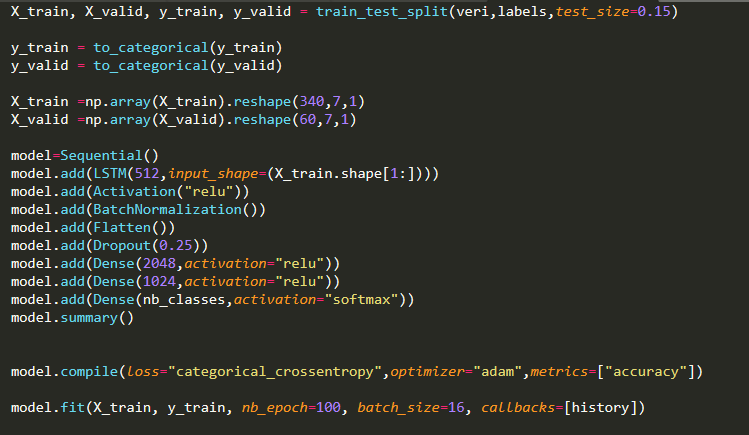 X_train, X_valid, y_train, y_valid = train_test_split(veri,labels,test_size=0.15)
y_train = to_categorical(y_train)
y_valid = to_categorical(y_valid)
X_train =np.array(X_train).reshape(340,7,1)
X_valid =np.array(X_valid).reshape(60,7,1)
model=Sequential()
model.add(LSTM(512,input_shape=(X_train.shape[1:])))
model.add(Activation("relu"))
model.add(BatchNormalization())
model.add(Flatten())
model.add(Dropout(0.25))
model.add(Dense(2048,activation="relu"))
model.add(Dense(1024,activation="relu"))
model.add(Dense(nb_classes,activation="softmax"))
model.summary()
model.compile(loss="categorical_crossentropy",optimizer="adam",metrics=["accuracy"])
model.fit(X_train, y_train, nb_epoch=100, batch_size=16, callbacks=[history])